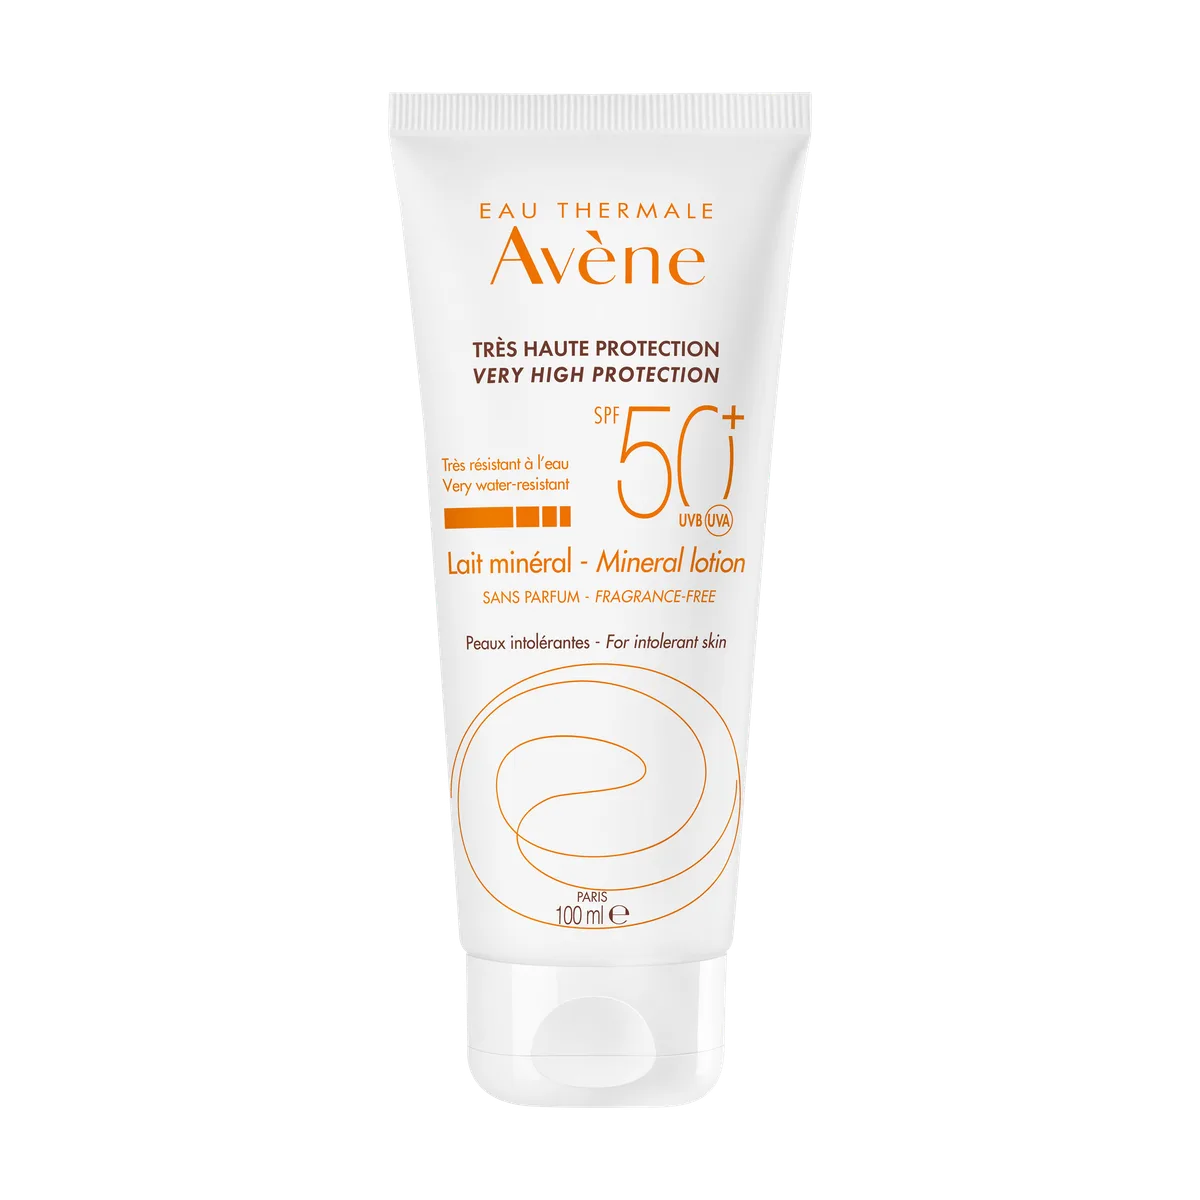 EAU THERMALE
Avène
TRÈS HAUTE PROTECTION
VERY HIGH PROTECTION
SPF 50+
Très résistant à l'eau
Very water-resistant
UVB UVA
Lait minéral - Mineral lotion
SANS PARFUM - FRAGRANCE-FREE
Peaux intolérantes - For intolerant skin
PARIS
100 ml ℮